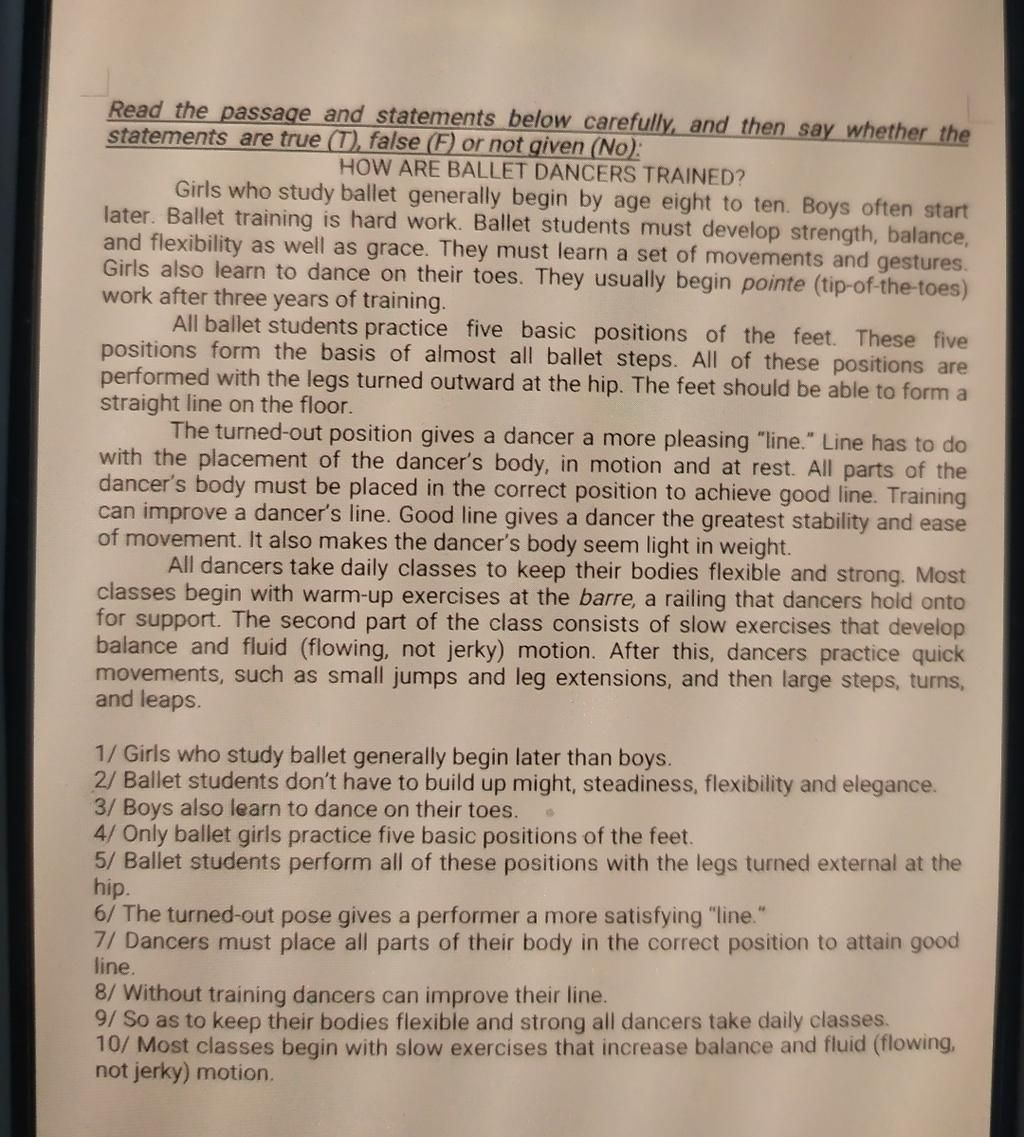 Read the passage and statements below carefully, and then say whether the
statements are true (T), false (F) or not given (No):
HOW ARE BALLET DANCERS TRAINED?
Girls who study ballet generally begin by age eight to ten. Boys often start
later. Ballet training is hard work. Ballet students must develop strength, balance,
and flexibility as well as grace. They must learn a set of movements and gestures.
Girls also learn to dance on their toes. They usually begin pointe (tip-of-the-toes)
work after three years of training.
All ballet students practice five basic positions of the feet. These five
positions form the basis of almost all ballet steps. All of these positions are
performed with the legs turned outward at the hip. The feet should be able to form a
straight line on the floor.
The turned-out position gives a dancer a more pleasing “line.” Line has to do
with the placement of the dancer’s body, in motion and at rest. All parts of the
dancer’s body must be placed in the correct position to achieve good line. Training
can improve a dancer’s line. Good line gives a dancer the greatest stability and ease
of movement. It also makes the dancer’s body seem light in weight.
All dancers take daily classes to keep their bodies flexible and strong. Most
classes begin with warm-up exercises at the barre, a railing that dancers hold onto
for support. The second part of the class consists of slow exercises that develop
balance and fluid (flowing, not jerky) motion. After this, dancers practice quick
movements, such as small jumps and leg extensions, and then large steps, turns,
and leaps.
1/ Girls who study ballet generally begin later than boys.
2/ Ballet students don’t have to build up might, steadiness, flexibility and elegance.
3/ Boys also learn to dance on their toes.
4/ Only ballet girls practice five basic positions of the feet.
5/ Ballet students perform all of these positions with the legs turned external at the
hip.
6/ The turned-out pose gives a performer a more satisfying “line.”
7/ Dancers must place all parts of their body in the correct position to attain good
line.
8/ Without training dancers can improve their line.
9/ So as to keep their bodies flexible and strong all dancers take daily classes.
10/ Most classes begin with slow exercises that increase balance and fluid (flowing,
not jerky) motion.